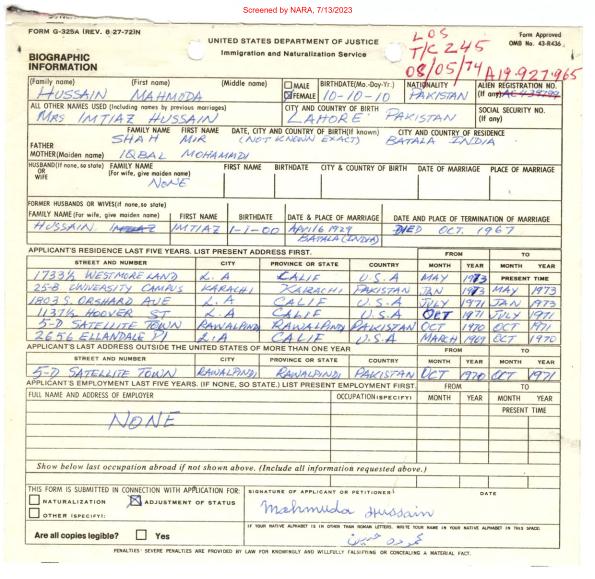 Screened by NARA, 7/13/2023
FORM G-325A (REV. 8-27-72)N
UNITED STATES DEPARTMENT OF JUSTICE
Form Approved
OMB No. 43-R436
LOS
T/C 245
08/05/74
BIOGRAPHIC INFORMATION
Immigration and Naturalization Service
A19-927-965
(Family name) (First name) (Middle name) MALE FEMALE BIRTHDATE(Mo.-Day-Yr.) NATIONALITY ALIEN REGISTRATION NO. (If any)
HUSSAIN MAHMODA 10-10-10 PAKISTAN
ALL OTHER NAMES USED (Including names by previous marriages) CITY AND COUNTRY OF BIRTH SOCIAL SECURITY NO. (If any)
MRS IMTIAZ HUSSAIN LAHORE PAKISTAN
FAMILY NAME FIRST NAME DATE, CITY AND COUNTRY OF BIRTH(If known) CITY AND COUNTRY OF RESIDENCE
FATHER SHAH MIR (NOT KNOWN EXACT) BATALA INDIA
MOTHER(Maiden name) IQBAL MOHAMMADI
HUSBAND(If none, so state) OR WIFE FAMILY NAME (For wife, give maiden name) FIRST NAME BIRTHDATE CITY & COUNTRY OF BIRTH DATE OF MARRIAGE PLACE OF MARRIAGE
NONE
FORMER HUSBANDS OR WIVES(If none, so state)
FAMILY NAME (For wife, give maiden name) FIRST NAME BIRTHDATE DATE & PLACE OF MARRIAGE DATE AND PLACE OF TERMINATION OF MARRIAGE
HUSSAIN IMTIAZ IMTIAZ 1-1-00 April 6 1929 DIED OCT. 1967
BATALA (INDIA)
APPLICANT'S RESIDENCE LAST FIVE YEARS. LIST PRESENT ADDRESS FIRST. FROM TO
STREET AND NUMBER CITY PROVINCE OR STATE COUNTRY MONTH YEAR MONTH YEAR
1733½ WESTMORELAND L.A CALIF U.S.A MAY 1973 PRESENT TIME
25-B UNIVERSITY CAMPUS KARACHI KARACHI PAKISTAN JAN 1973 MAY 1973
1803 S. ORSHARD AVE L.A CALIF U.S.A JULY 1971 JAN 1973
1137½ HOOVER ST L.A CALIF U.S.A OCT 1971 JULY 1971
5-D SATELLITE TOWN RAWALPINDI RAWALPINDI PAKISTAN OCT 1970 OCT 1971
2656 ELLANDALE Pl L.A CALIF U.S.A MARCH 1969 OCT 1970
APPLICANT'S LAST ADDRESS OUTSIDE THE UNITED STATES OF MORE THAN ONE YEAR FROM TO
STREET AND NUMBER CITY PROVINCE OR STATE COUNTRY MONTH YEAR MONTH YEAR
5-D SATELLITE TOWN RAWALPINDI RAWALPINDI PAKISTAN OCT 1970 OCT 1971
APPLICANT'S EMPLOYMENT LAST FIVE YEARS. (IF NONE, SO STATE.) LIST PRESENT EMPLOYMENT FIRST. FROM TO
FULL NAME AND ADDRESS OF EMPLOYER OCCUPATION(SPECIFY) MONTH YEAR MONTH YEAR
PRESENT TIME
NONE
Show below last occupation abroad if not shown above. (Include all information requested above.)
THIS FORM IS SUBMITTED IN CONNECTION WITH APPLICATION FOR: SIGNATURE OF APPLICANT OR PETITIONER DATE
NATURALIZATION ADJUSTMENT OF STATUS
Mahmuda Hussain
OTHER (SPECIFY):
IF YOUR NATIVE ALPHABET IS IN OTHER THAN ROMAN LETTERS, WRITE YOUR NAME IN YOUR NATIVE ALPHABET IN THIS SPACE:
Are all copies legible? Yes
محمودہ حسین
PENALTIES: SEVERE PENALTIES ARE PROVIDED BY LAW FOR KNOWINGLY AND WILLFULLY FALSIFYING OR CONCEALING A MATERIAL FACT.